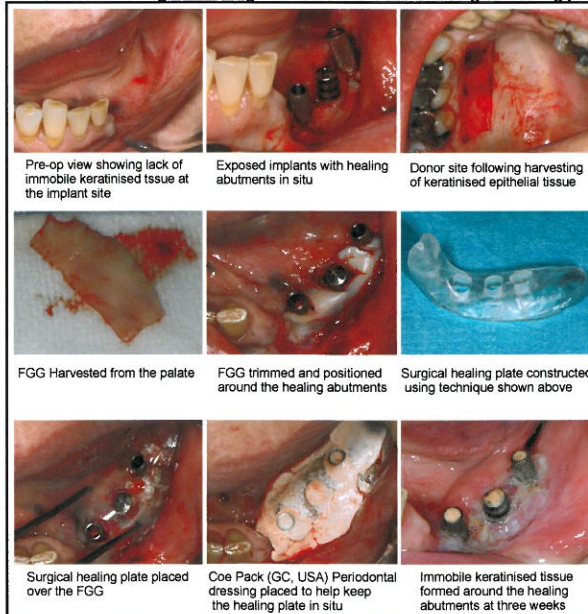 Pre-op view showing lack of
immobile keratinised tssue at
the implant site
Exposed implants with healing
abutments in situ
Donor site following harvesting
of keratinised epithelial tissue
FGG Harvested from the palate
FGG trimmed and positioned
around the healing abutments
Surgical healing plate constructed
using technique shown above
Surgical healing plate placed
over the FGG
Coe Pack (GC, USA) Periodontal
dressing placed to help keep
the healing plate in situ
Immobile keratinised tissue
formed around the healing
abutments at three weeks